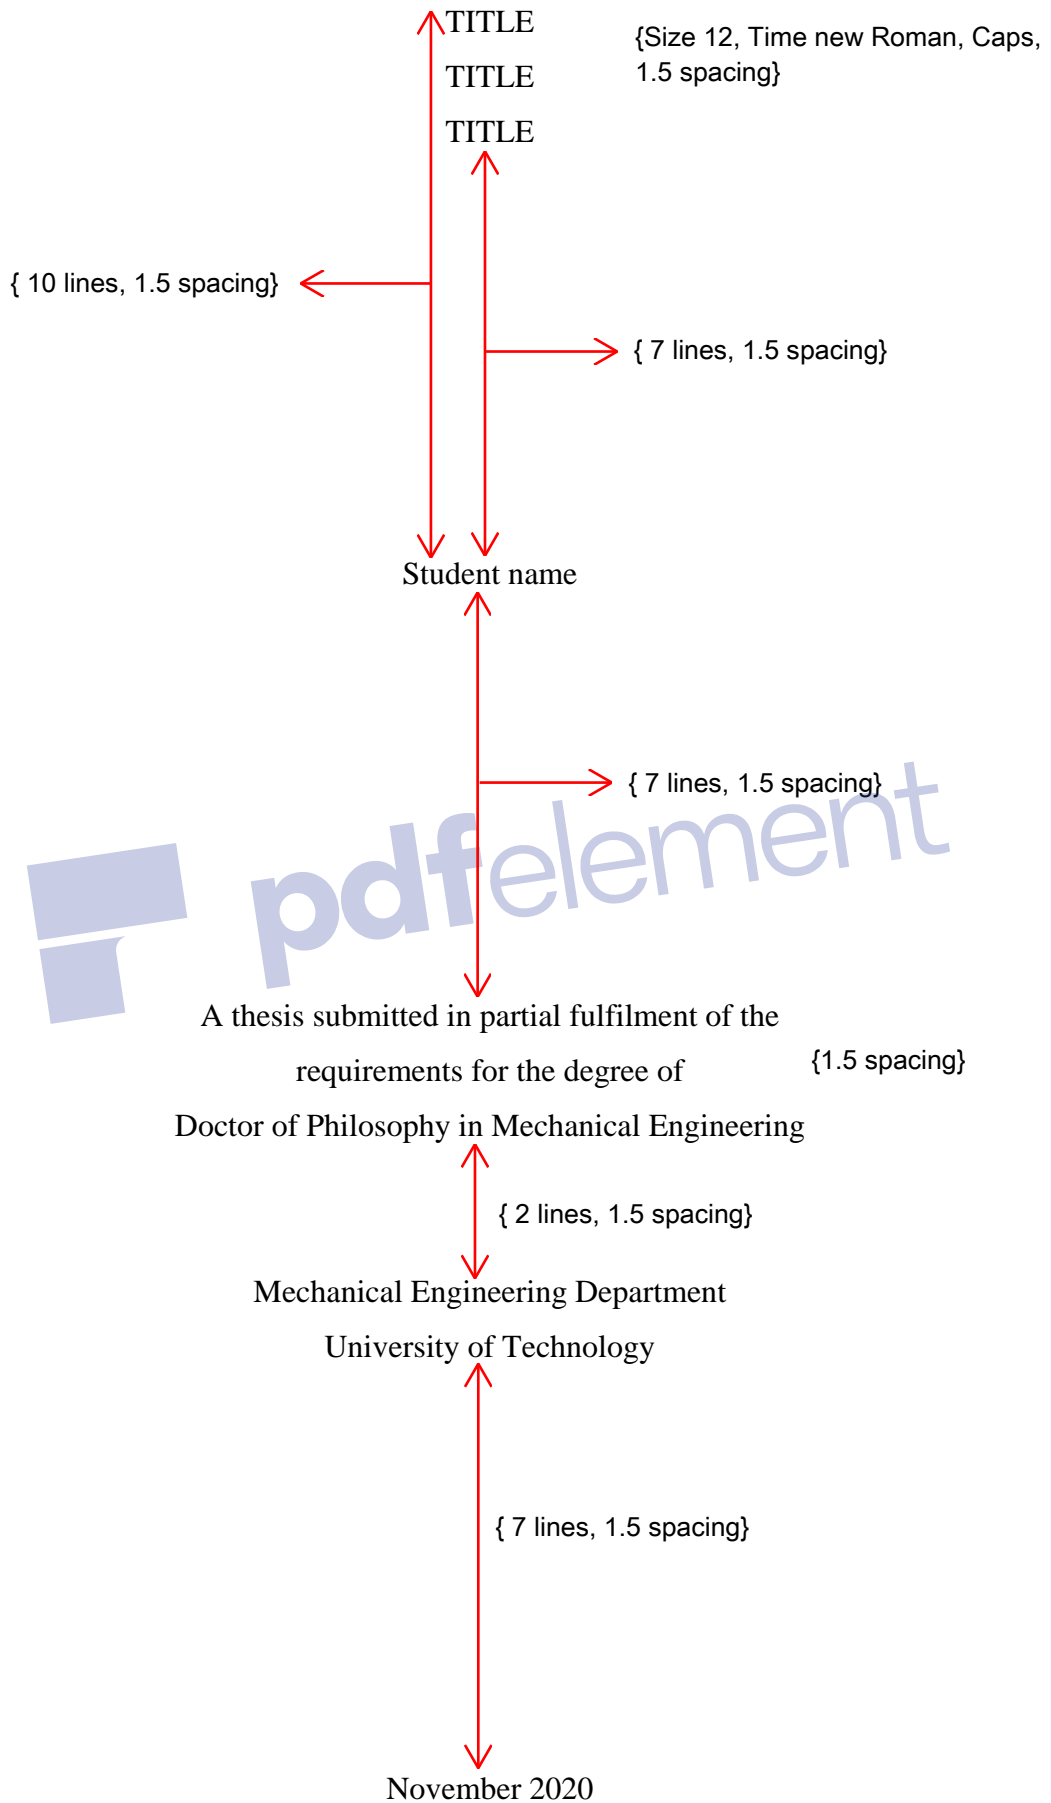 TITLE
{Size 12, Time new Roman, Caps,
1.5 spacing}
TITLE
TITLE
{ 10 lines, 1.5 spacing}
{ 7 lines, 1.5 spacing}
Student name
{ 7 lines, 1.5 spacing}
pdfelement
A thesis submitted in partial fulfilment of the
requirements for the degree of
{1.5 spacing}
Doctor of Philosophy in Mechanical Engineering
{ 2 lines, 1.5 spacing}
Mechanical Engineering Department
University of Technology
{ 7 lines, 1.5 spacing}
November 2020